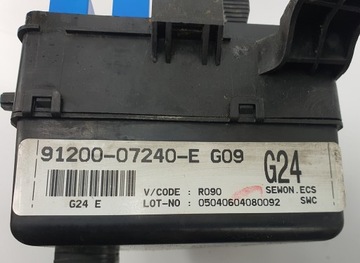 91200-07240-E G09 G24
V/CODE : R090 SEWON.ECS
G24 E LOT-NO : 05040604080092 SWC